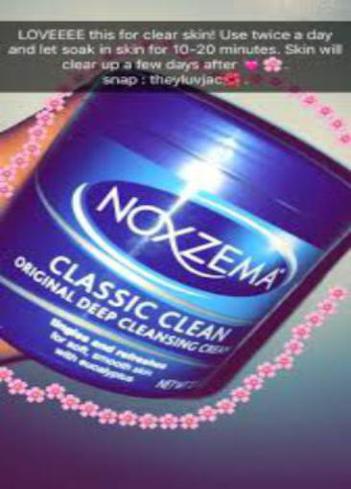 LOVEEEE this for clear skin! Use twice a day
and let soak in skin for 10-20 minutes. Skin will
clear up a few days after 💗🌸.
snap : theyluvjac🌺.
NOXZEMA
CLASSIC CLEAN
ORIGINAL DEEP CLEANSING CREAM
tingles and refreshes
for soft, smooth skin
with eucalyptus
NET WT